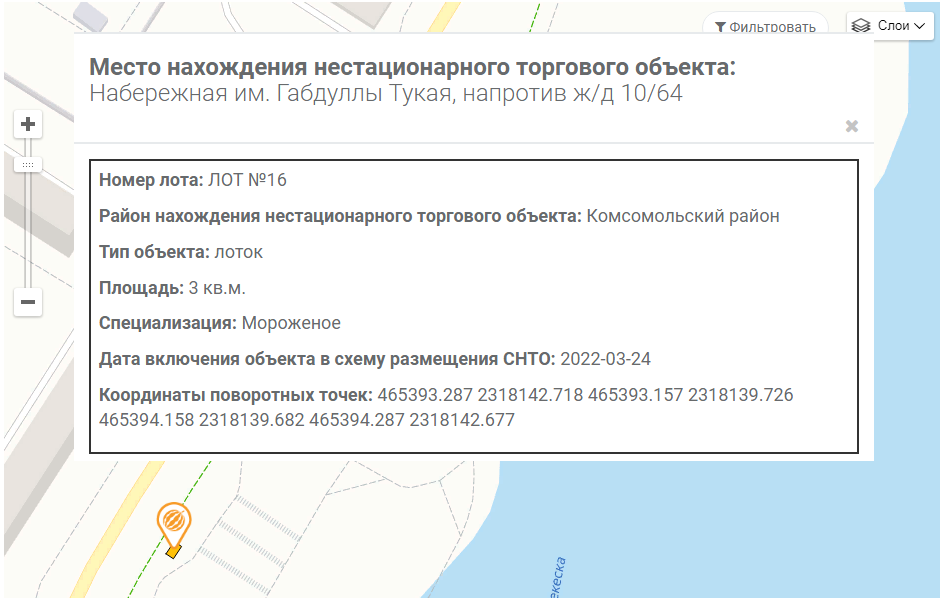 Фильтровать
Слои
Место нахождения нестационарного торгового объекта:
Набережная им. Габдуллы Тукая, напротив ж/д 10/64
Номер лота: ЛОТ №16
Район нахождения нестационарного торгового объекта: Комсомольский район
Тип объекта: лоток
Площадь: 3 кв.м.
Специализация: Мороженое
Дата включения объекта в схему размещения СНТО: 2022-03-24
Координаты поворотных точек: 465393.287 2318142.718 465393.157 2318139.726
465394.158 2318139.682 465394.287 2318142.677